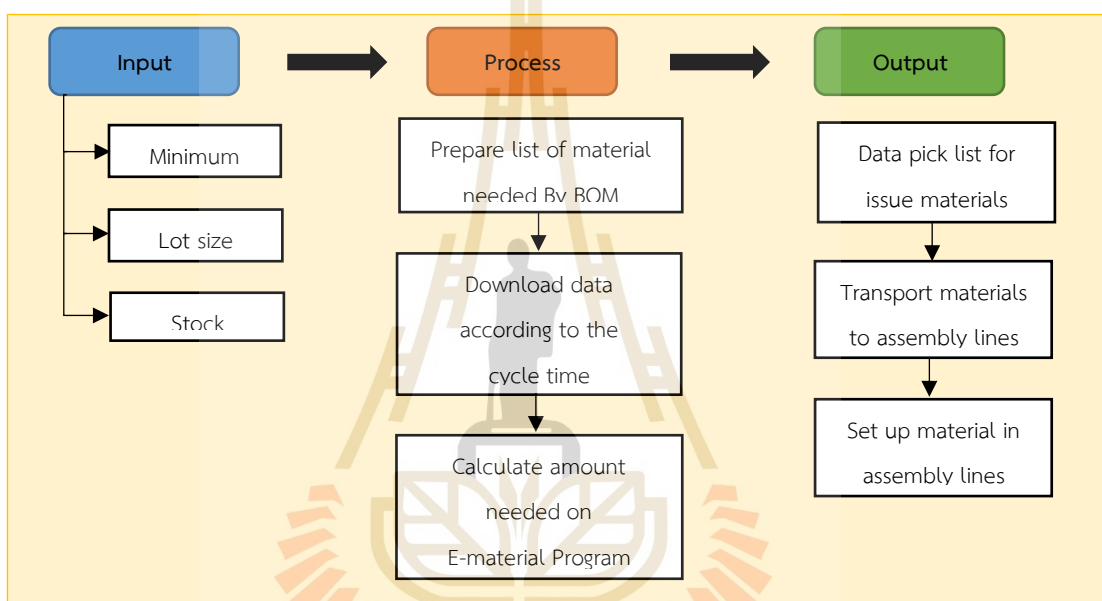 Input
Process
Output
Minimum
Lot size
Stock
Prepare list of material
needed By BOM
Download data
according to the
cycle time
Calculate amount
needed on
E-material Program
Data pick list for
issue materials
Transport materials
to assembly lines
Set up material in
assembly lines